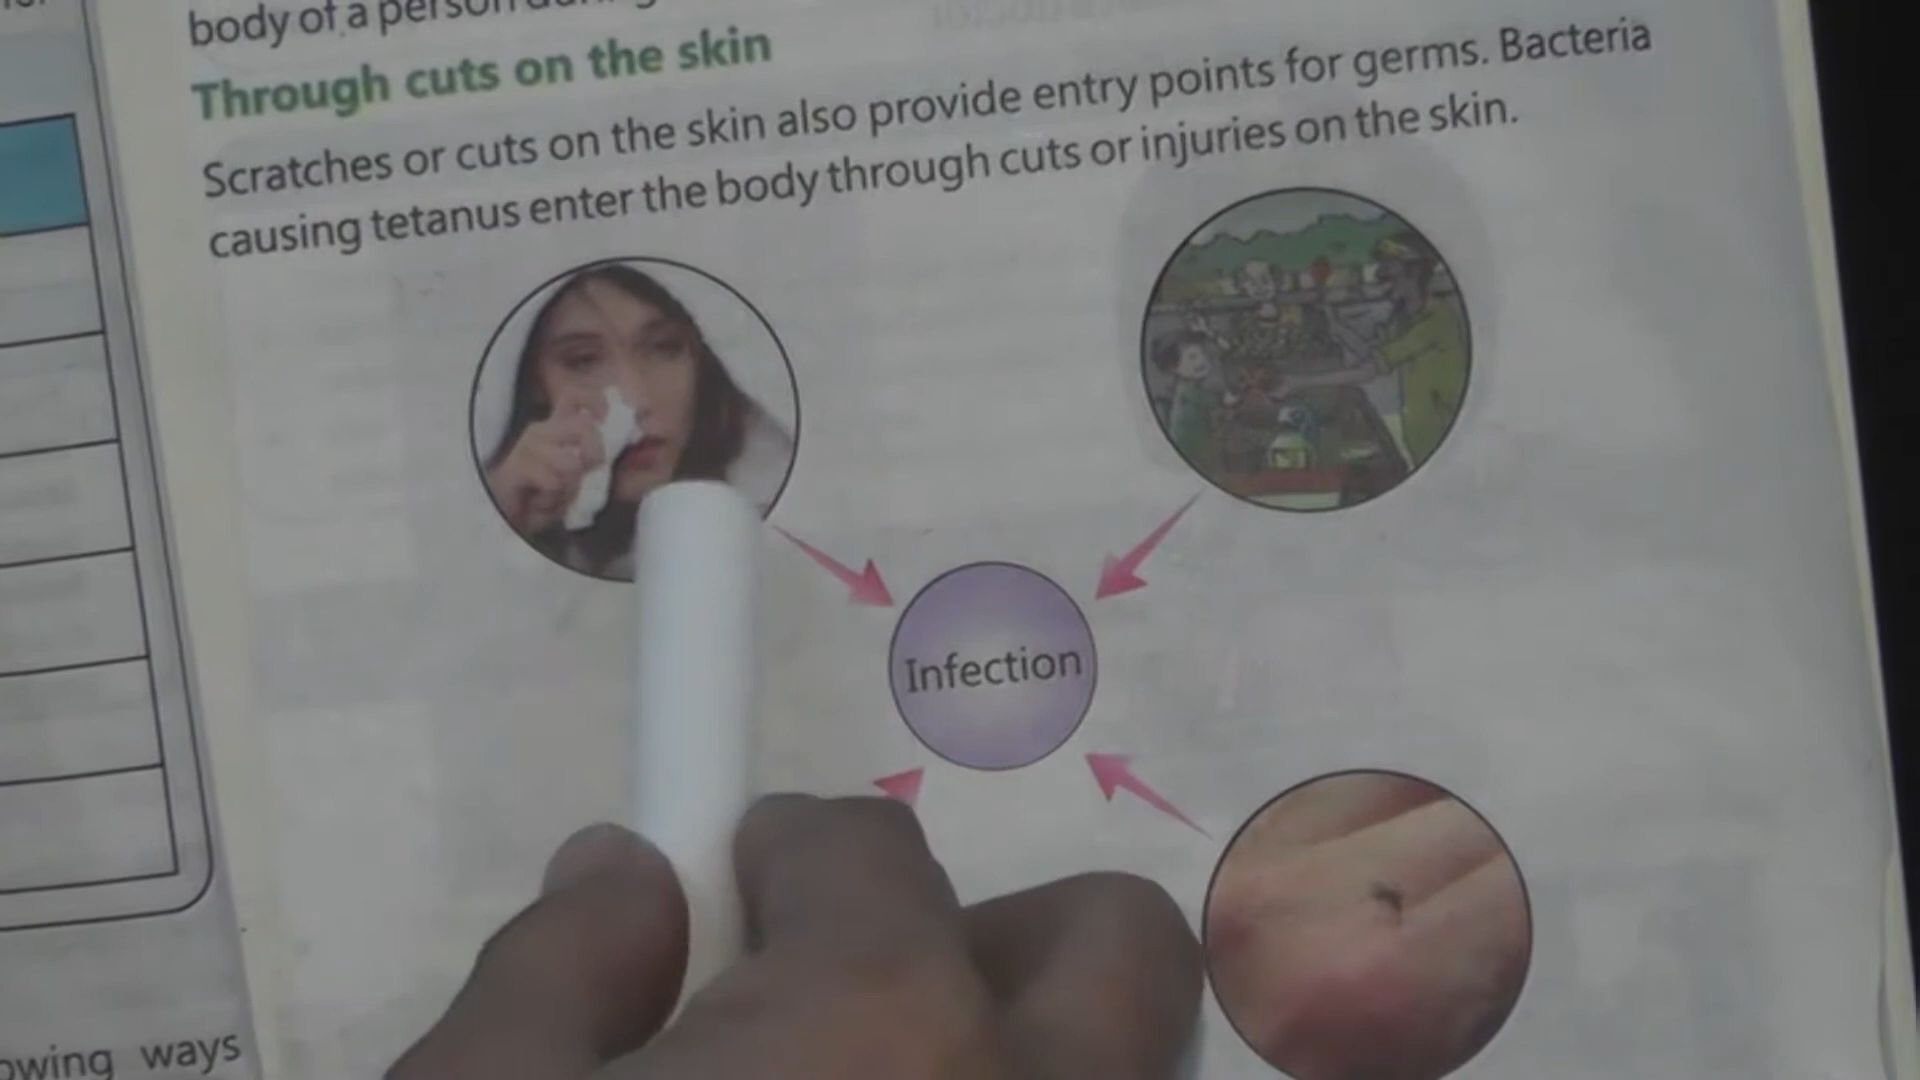 body of a person
Through cuts on the skin
Scratches or cuts on the skin also provide entry points for germs. Bacteria
causing tetanus enter the body through cuts or injuries on the skin.
Infection
owing ways